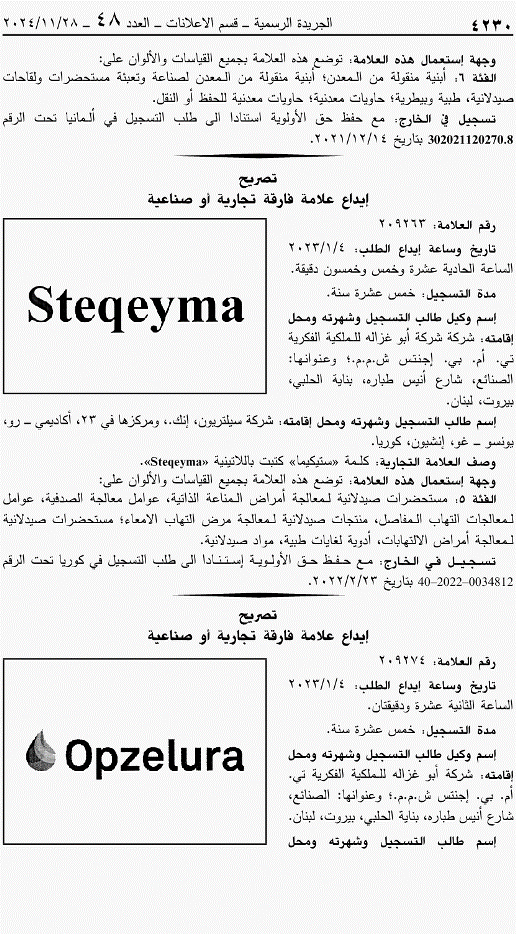 ٤٢٣٠ الجريدة الرسمية – قسم الاعلانات – العدد ٤٨ – ٢٠٢٤/١١/٢٨
وجهة إستعمال هذه العلامة: توضع هذه العلامة بجميع القياسات والألوان على:
الفئة ٦: أبنية منقولة من المعدن؛ أبنية منقولة من المعدن لصناعة وتعبئة مستحضرات ولقاحات
صيدلانية، طبية وبيطرية؛ حاويات معدنية؛ حاويات معدنية للحفظ أو النقل.
تسجيل في الخارج: مع حفظ حق الأولوية استنادا الى طلب التسجيل في ألمانيا تحت الرقم
302021120270.8 بتاريخ ٢٠٢١/١٢/١٤.
تصريح
إيداع علامة فارقة تجارية أو صناعية
رقم العلامة: ٢٠٩٢٦٣
تاريخ وساعة إيداع الطلب: ٢٠٢٣/١/٤
الساعة الحادية عشرة وخمس وخمسون دقيقة.
مدة التسجيل: خمس عشرة سنة.
إسم وكيل طالب التسجيل وشهرته ومحل
إقامته: شركة شركة أبو غزاله للملكية الفكرية
تي. أم. بي. إجنتس ش.م.م.؛ وعنوانها:
الصنائع، شارع أنيس طباره، بناية الحلبي،
بيروت، لبنان.
Steqeyma
إسم طالب التسجيل وشهرته ومحل إقامته: شركة سيلتريون، إنك.، ومركزها في ٢٣، أكاديمي – رو،
يونسو – غو، إنشيون، كوريا.
وصف العلامة التجارية: كلمة «ستيكيما» كتبت باللاتينية «Steqeyma».
وجهة إستعمال هذه العلامة: توضع هذه العلامة بجميع القياسات والألوان على:
الفئة ٥: مستحضرات صيدلانية لمعالجة أمراض المناعة الذاتية، عوامل معالجة الصدفية، عوامل
لمعالجات التهاب المفاصل، منتجات صيدلانية لمعالجة مرض التهاب الامعاء؛ مستحضرات صيدلانية
لمعالجة أمراض الالتهابات، أدوية لغايات طبية، مواد صيدلانية.
تسجيل في الخارج: مع حفظ حق الأولوية إستنادا الى طلب التسجيل في كوريا تحت الرقم
40-2022-0034812 بتاريخ ٢٠٢٢/٢/٢٣.
تصريح
إيداع علامة فارقة تجارية أو صناعية
رقم العلامة: ٢٠٩٢٧٤
تاريخ وساعة إيداع الطلب: ٢٠٢٣/١/٤
الساعة الثانية عشرة ودقيقتان.
مدة التسجيل: خمس عشرة سنة.
إسم وكيل طالب التسجيل وشهرته ومحل
إقامته: شركة أبو غزاله للملكية الفكرية تي.
أم. بي. إجنتس ش.م.م.؛ وعنوانها: الصنائع،
شارع أنيس طباره، بناية الحلبي، بيروت، لبنان.
إسم طالب التسجيل وشهرته ومحل
Opzelura